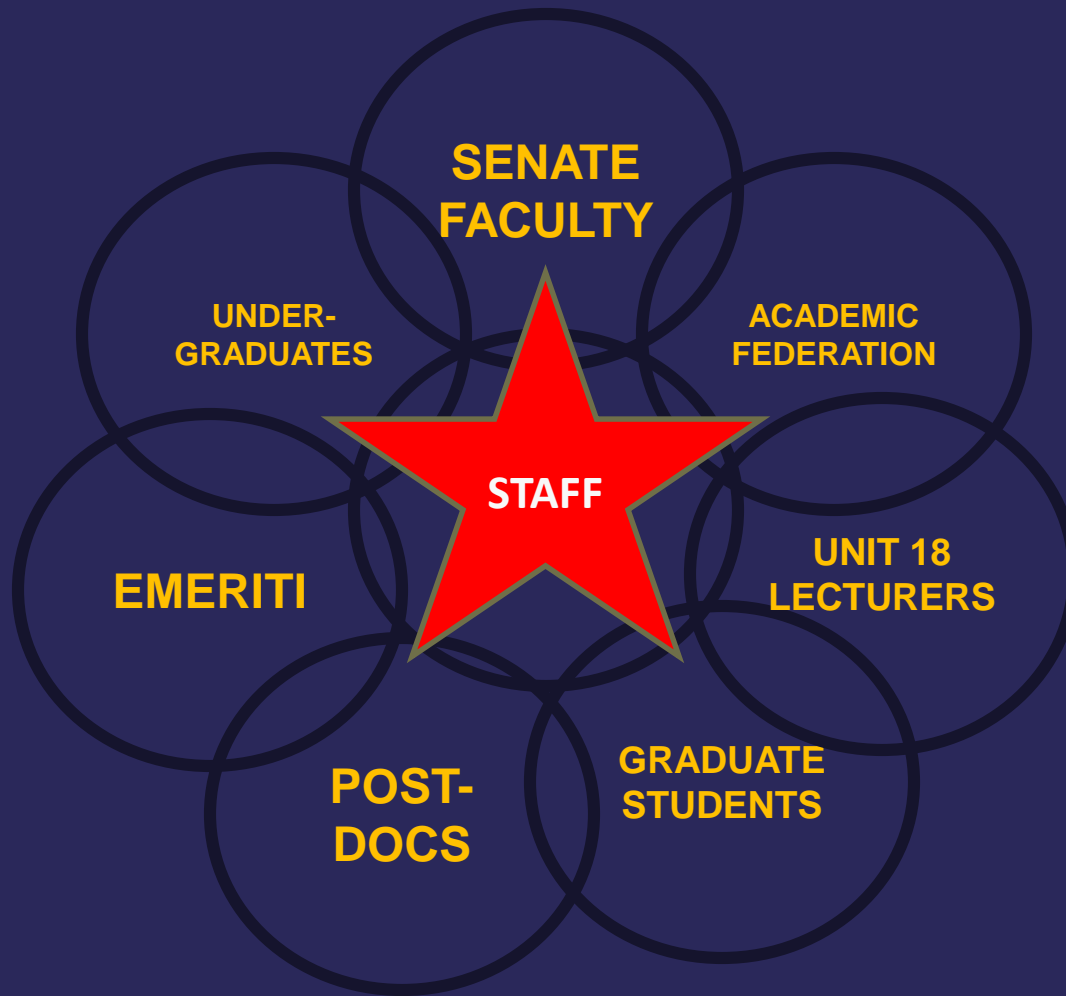 SENATE
FACULTY
UNDER-
GRADUATES
ACADEMIC
FEDERATION
STAFF
EMERITI
UNIT 18
LECTURERS
POST-
DOCS
GRADUATE
STUDENTS